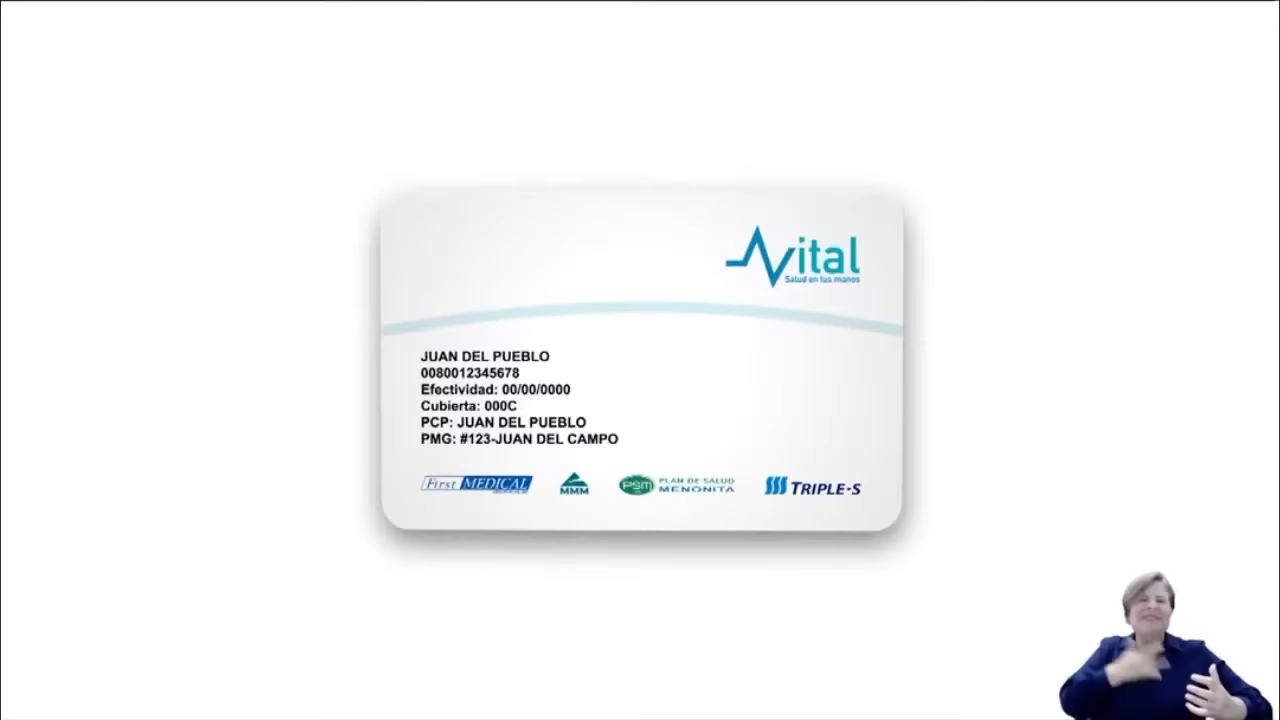 Vital
Salud en tus manos
JUAN DEL PUEBLO
0080012345678
Efectividad: 00/00/0000
Cubierta: 000C
PCP: JUAN DEL PUEBLO
PMG: #123-JUAN DEL CAMPO
First MEDICAL
MMM
PSM PLAN DE SALUD
MENONITA
TRIPLE-S